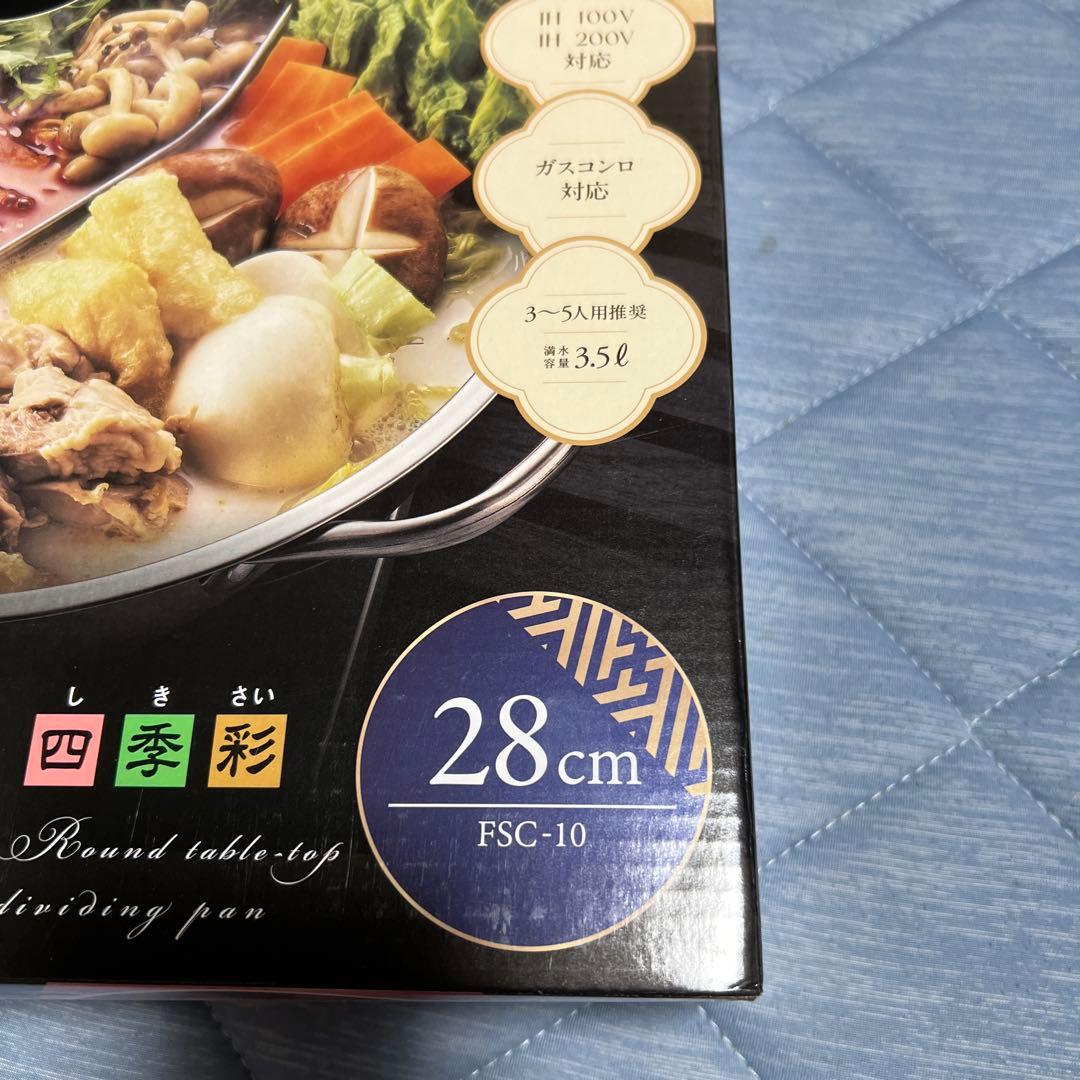 IH 100V
IH 200V
対応
ガスコンロ
対応
3〜5人用推奨
満水
容量 3.5ℓ
し き さい
四季彩
Round table-top
dividing pan
28cm
FSC-10